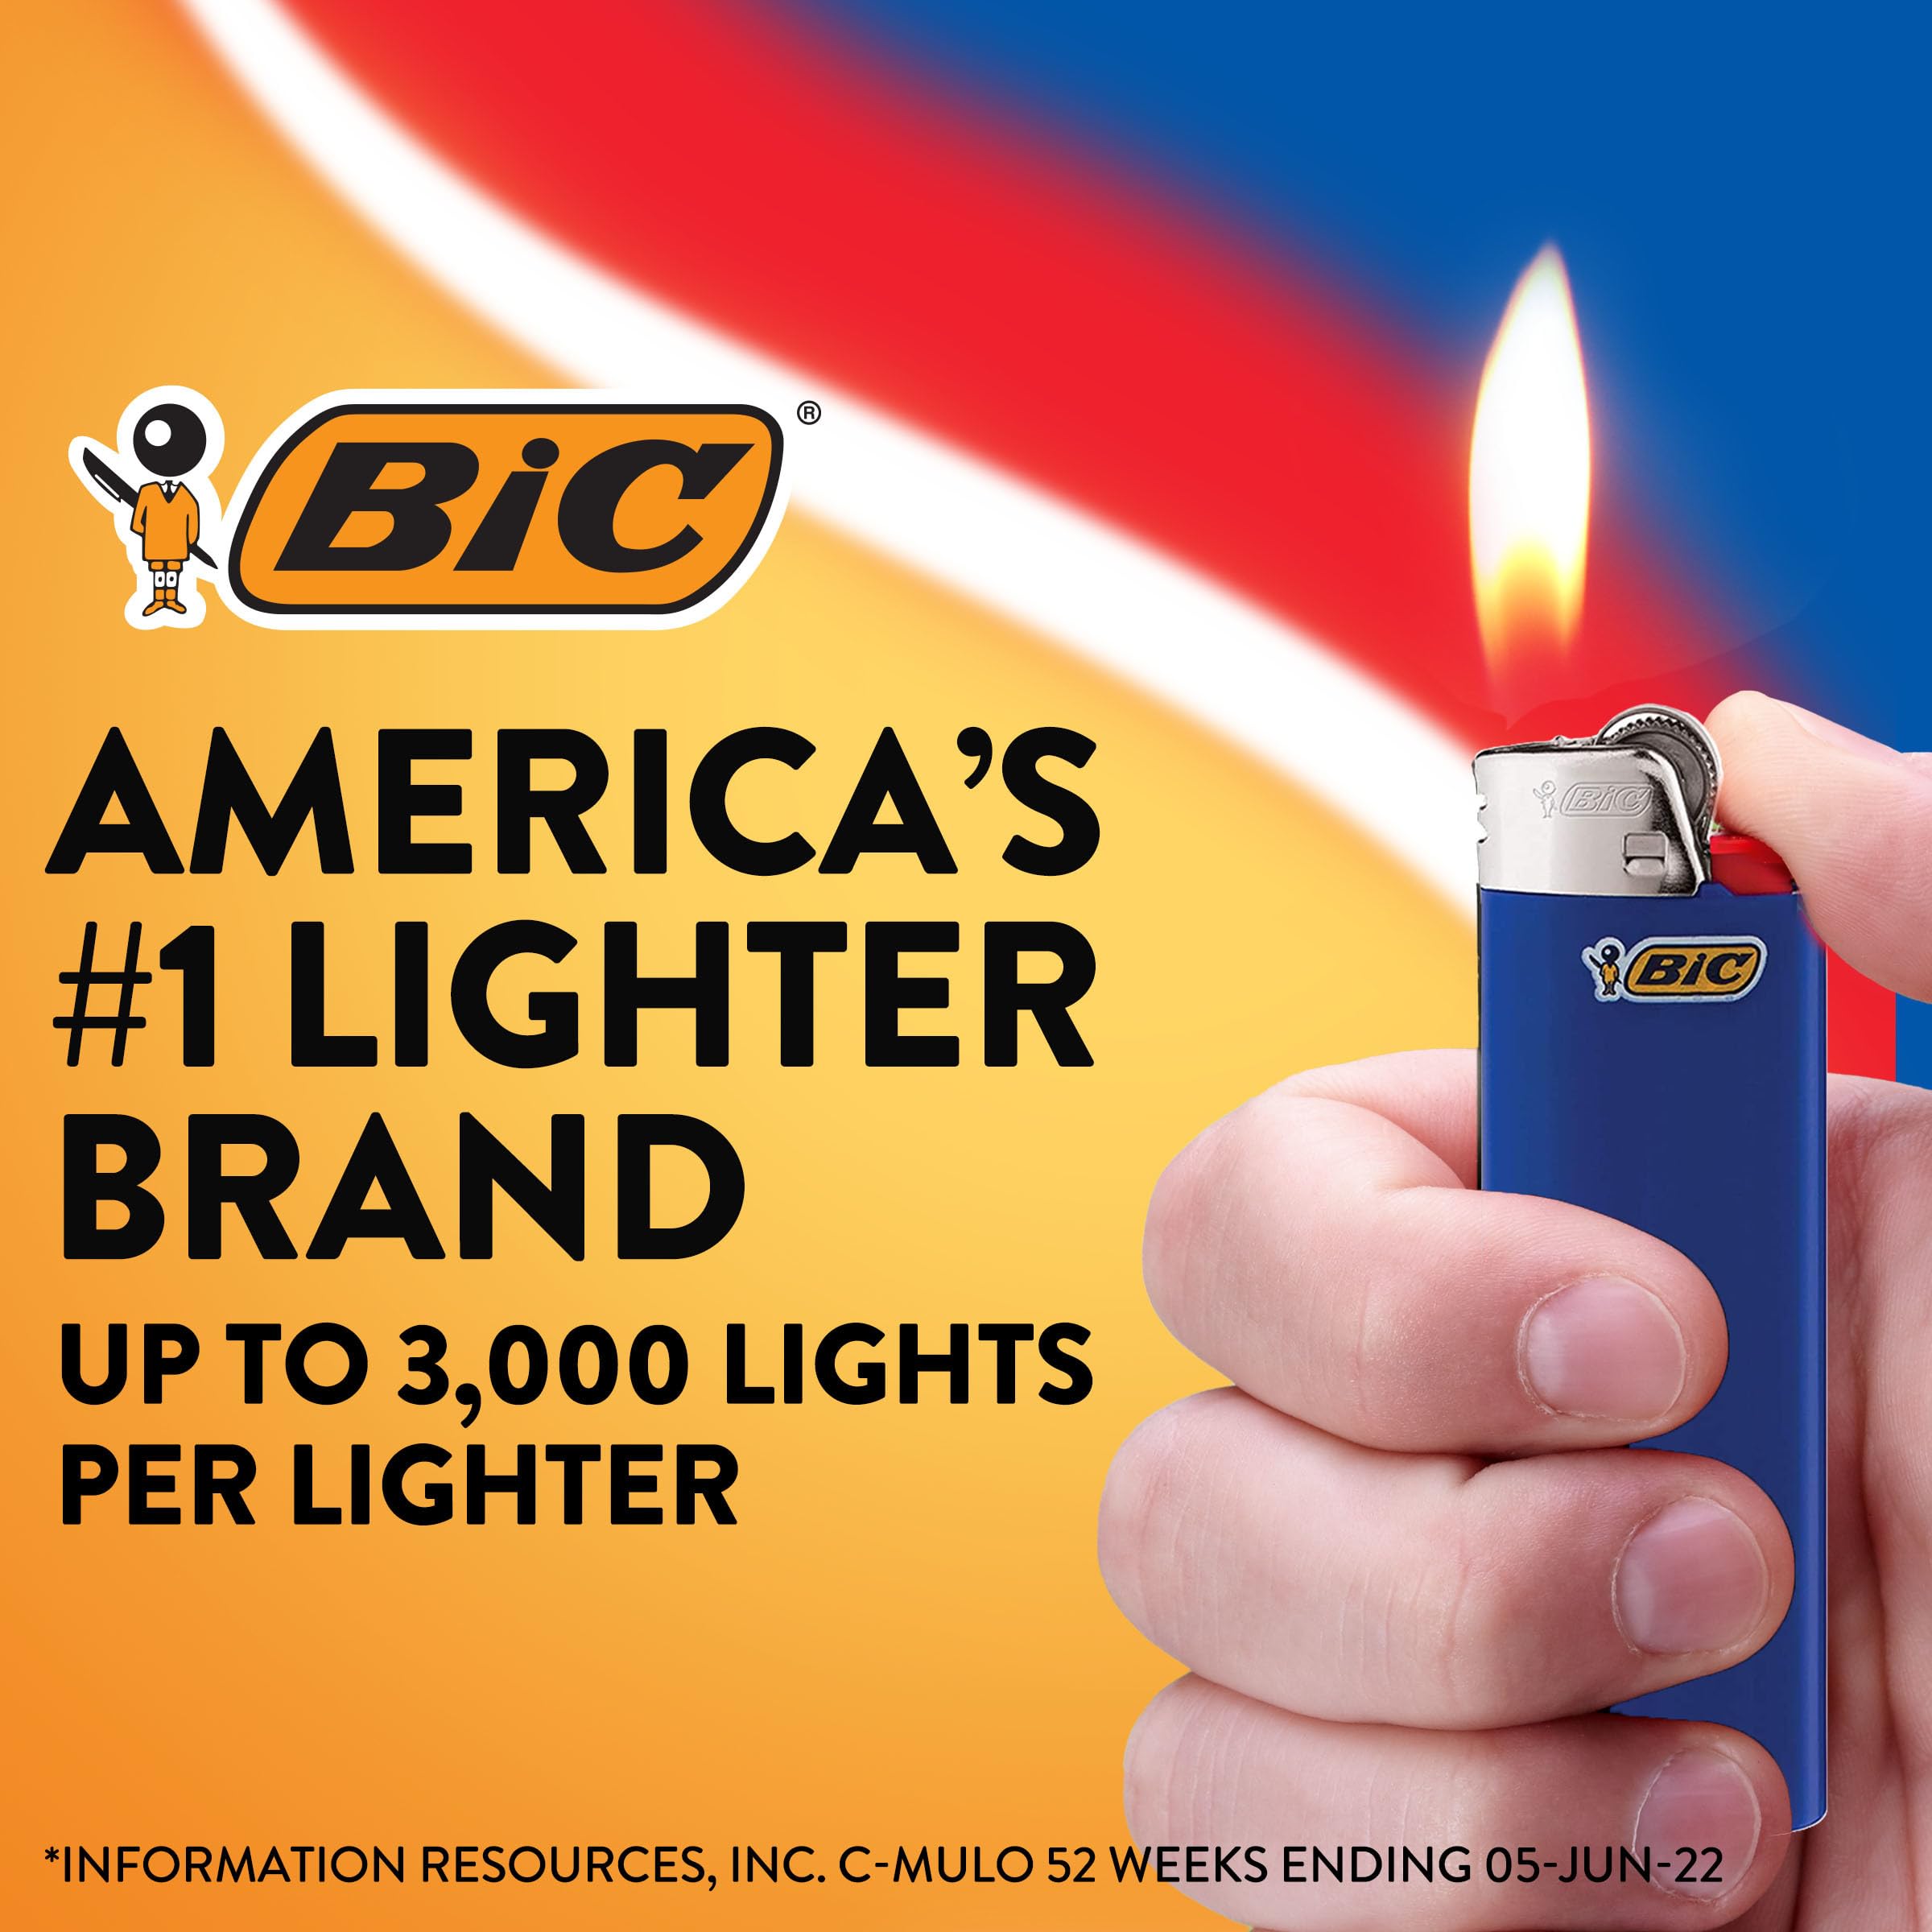 BiC®
AMERICA'S
#1 LIGHTER
BRAND
UP TO 3,000 LIGHTS
PER LIGHTER
BiC
BiC
*INFORMATION RESOURCES, INC. C-MULO 52 WEEKS ENDING 05-JUN-22